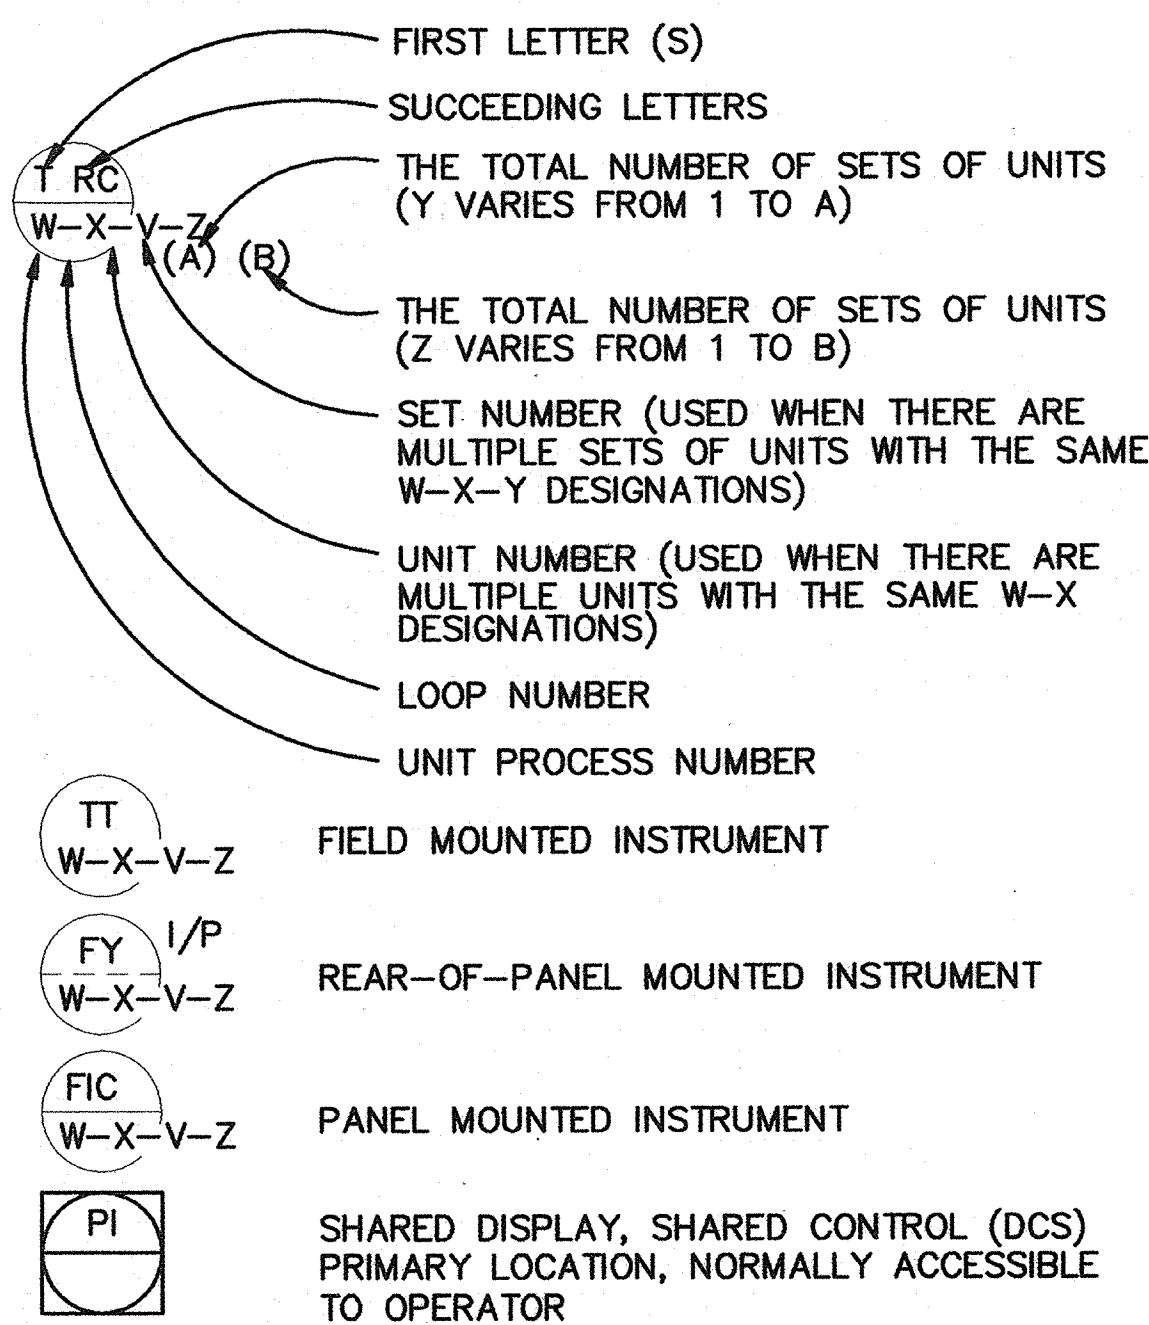 FIRST LETTER (S)
SUCCEEDING LETTERS
T RC
W-X-V-Z
(A) (B)
THE TOTAL NUMBER OF SETS OF UNITS
(Y VARIES FROM 1 TO A)
THE TOTAL NUMBER OF SETS OF UNITS
(Z VARIES FROM 1 TO B)
SET NUMBER (USED WHEN THERE ARE
MULTIPLE SETS OF UNITS WITH THE SAME
W-X-Y DESIGNATIONS)
UNIT NUMBER (USED WHEN THERE ARE
MULTIPLE UNITS WITH THE SAME W-X
DESIGNATIONS)
LOOP NUMBER
UNIT PROCESS NUMBER
TT
W-X-V-Z
FIELD MOUNTED INSTRUMENT
FY I/P
W-X-V-Z
REAR-OF-PANEL MOUNTED INSTRUMENT
FIC
W-X-V-Z
PANEL MOUNTED INSTRUMENT
PI
SHARED DISPLAY, SHARED CONTROL (DCS)
PRIMARY LOCATION, NORMALLY ACCESSIBLE
TO OPERATOR